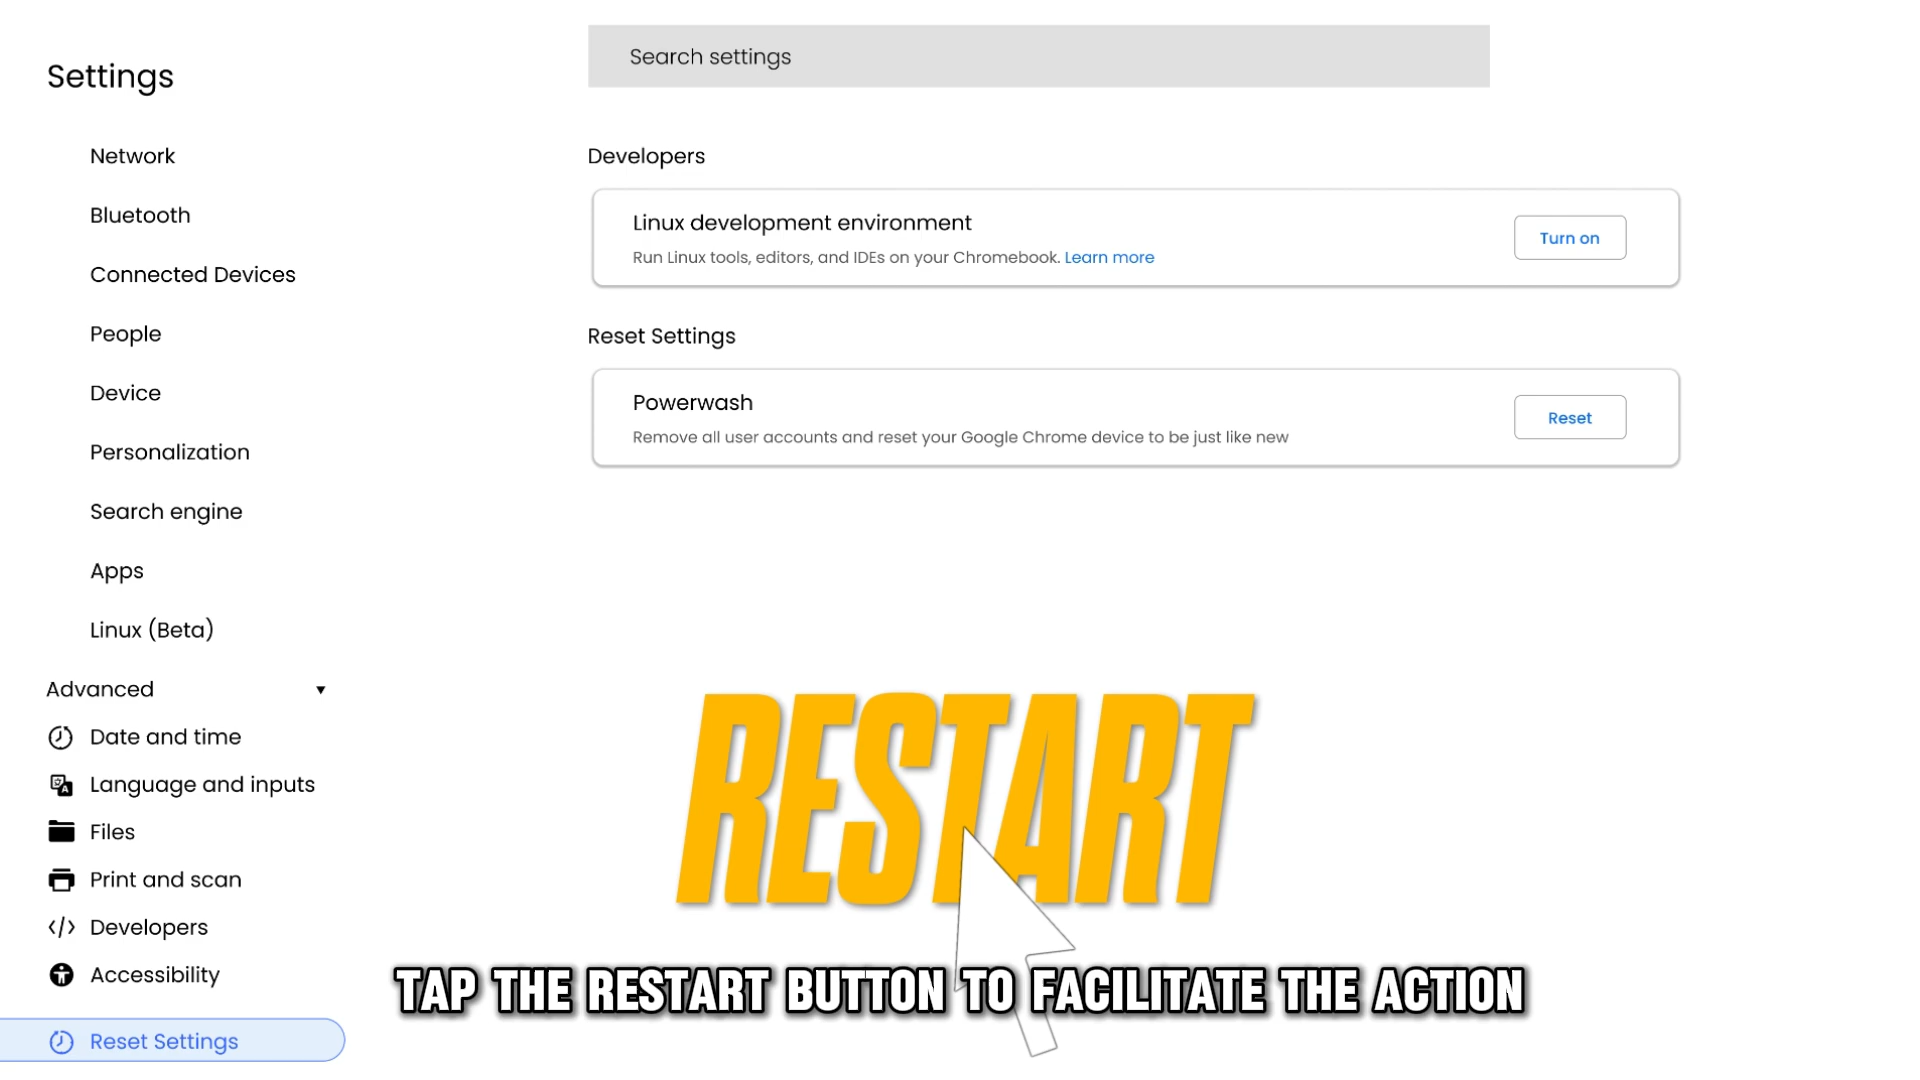 Settings
Search settings
Network
Bluetooth
Connected Devices
People
Device
Personalization
Search engine
Apps
Linux (Beta)
Advanced
Date and time
Language and inputs
Files
Print and scan
Developers
Accessibility
Reset Settings
Developers
Linux development environment
Run Linux tools, editors, and IDEs on your Chromebook. Learn more
Turn on
Reset Settings
Powerwash
Remove all user accounts and reset your Google Chrome device to be just like new
Reset
RESTART
TAP THE RESTART BUTTON TO FACILITATE THE ACTION